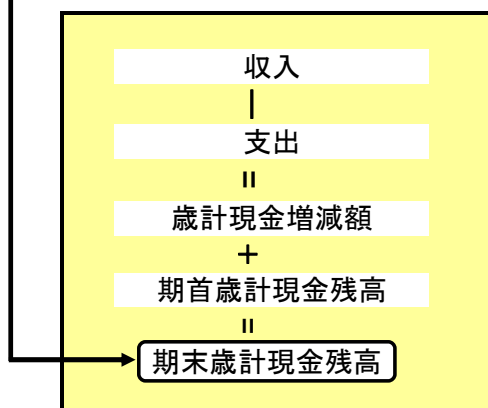 収入
|
支出
=
歳計現金増減額
+
期首歳計現金残高
=
期末歳計現金残高